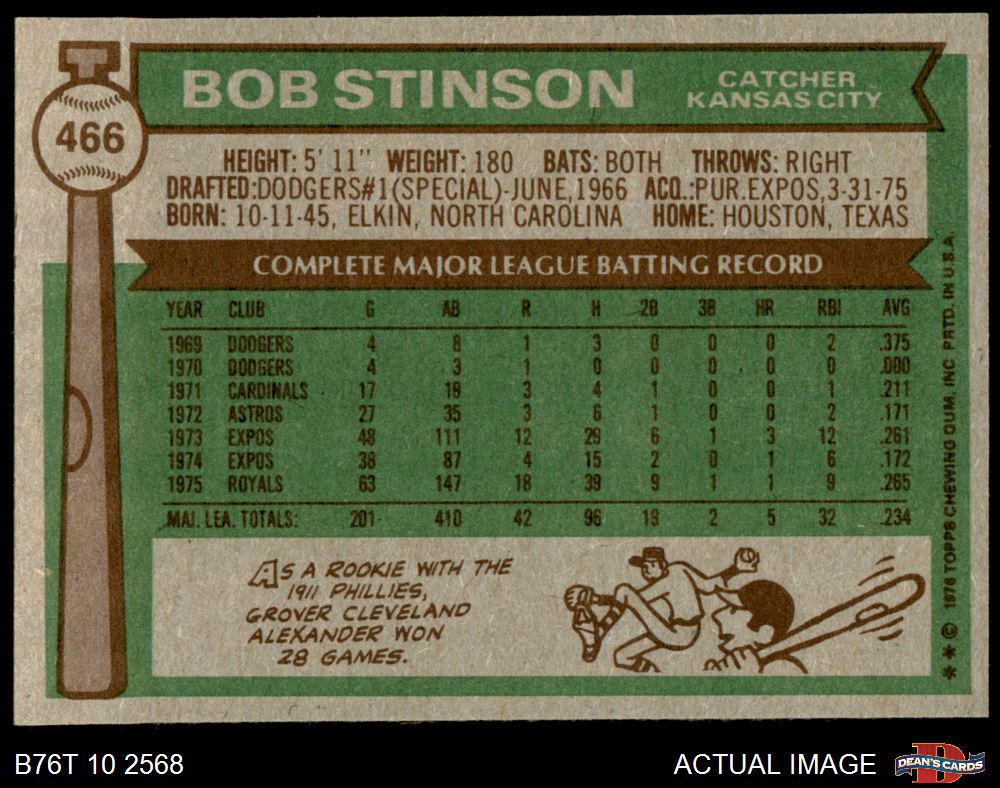 BOB STINSON
CATCHER
KANSAS CITY
466
HEIGHT: 5' 11" WEIGHT: 180 BATS: BOTH THROWS: RIGHT
DRAFTED: DODGERS #1 (SPECIAL)-JUNE, 1966 ACQ.: PUR. EXPOS, 3-31-75
BORN: 10-11-45, ELKIN, NORTH CAROLINA HOME: HOUSTON, TEXAS
COMPLETE MAJOR LEAGUE BATTING RECORD
YEAR CLUB G AB R H 2B 3B HR RBI AVG
1969 DODGERS 4 8 1 3 0 0 0 2 .375
1970 DODGERS 4 3 1 0 0 0 0 0 .000
1971 CARDINALS 17 19 3 4 1 0 0 1 .211
1972 ASTROS 27 35 3 6 1 0 0 2 .171
1973 EXPOS 48 111 12 29 6 1 3 12 .261
1974 EXPOS 38 87 4 15 2 0 1 6 .172
1975 ROYALS 63 147 18 39 9 1 1 9 .265
MAJ. LEA. TOTALS: 201 410 42 96 19 2 5 32 .234
AS A ROOKIE WITH THE
1911 PHILLIES,
GROVER CLEVELAND
ALEXANDER WON
28 GAMES.
* * © 1976 TOPPS CHEWING GUM, INC PRTD. IN U.S.A.
B76T 10 2568
ACTUAL IMAGE
D
DEAN'S CARDS